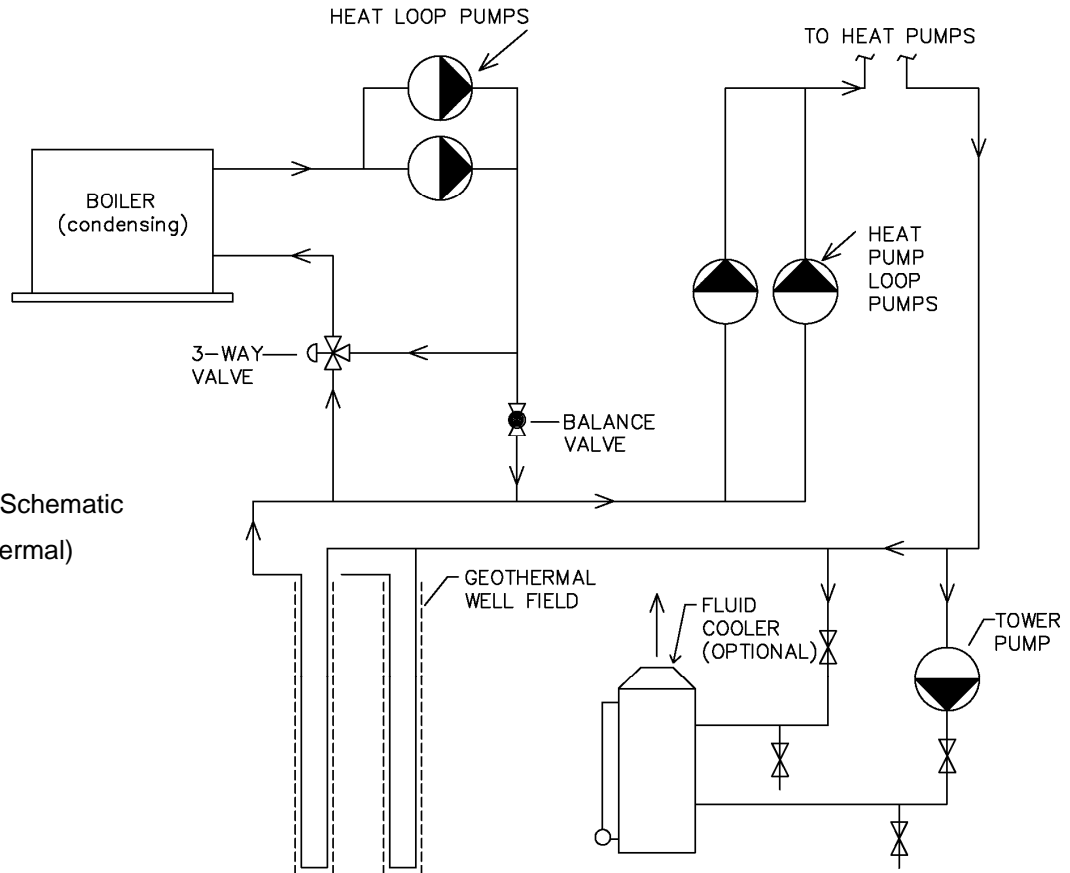 HEAT LOOP PUMPS
TO HEAT PUMPS
BOILER
(condensing)
HEAT
PUMP
LOOP
PUMPS
3-WAY
VALVE
BALANCE
VALVE
Schematic
ermal)
GEOTHERMAL
WELL FIELD
FLUID
COOLER
(OPTIONAL)
TOWER
PUMP